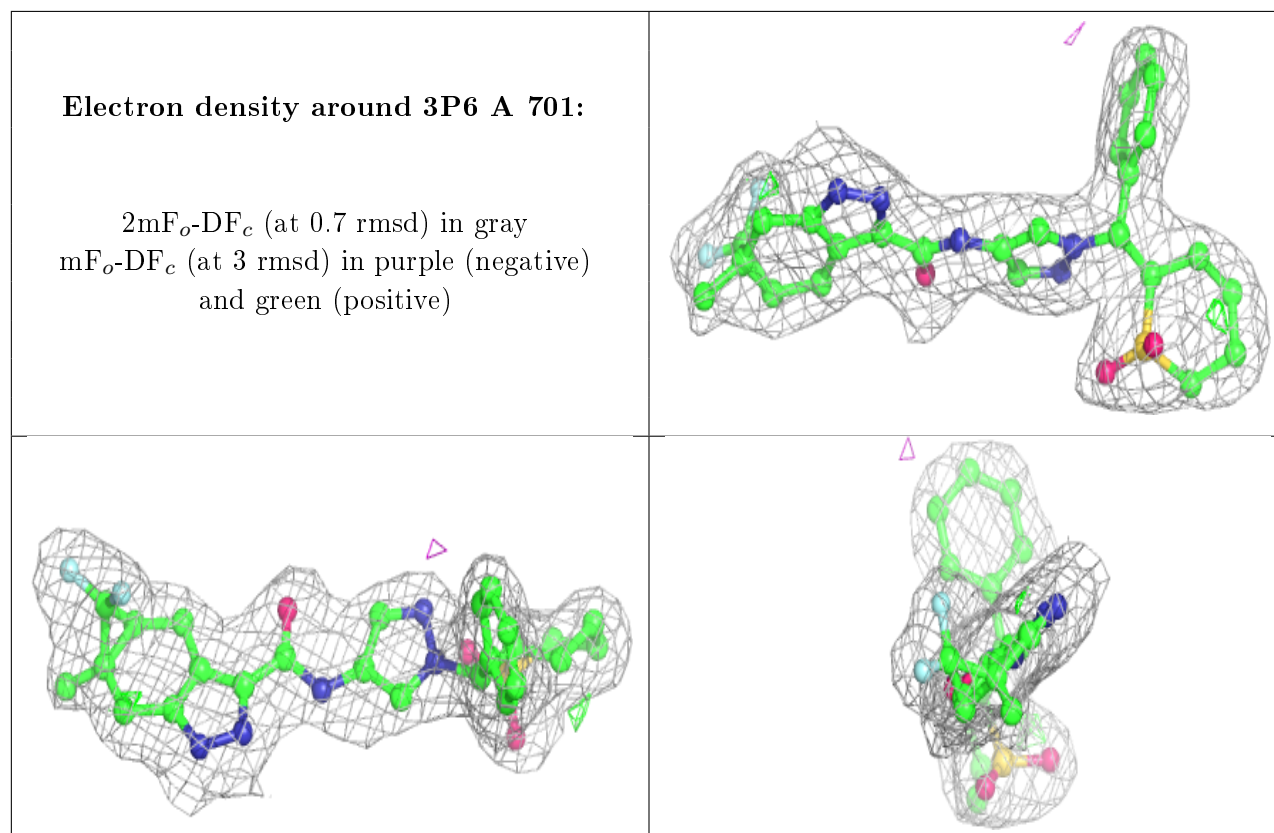 Electron density around 3P6 A 701:
2mFₒ-DF𝒸 (at 0.7 rmsd) in gray
mFₒ-DF𝒸 (at 3 rmsd) in purple (negative)
and green (positive)